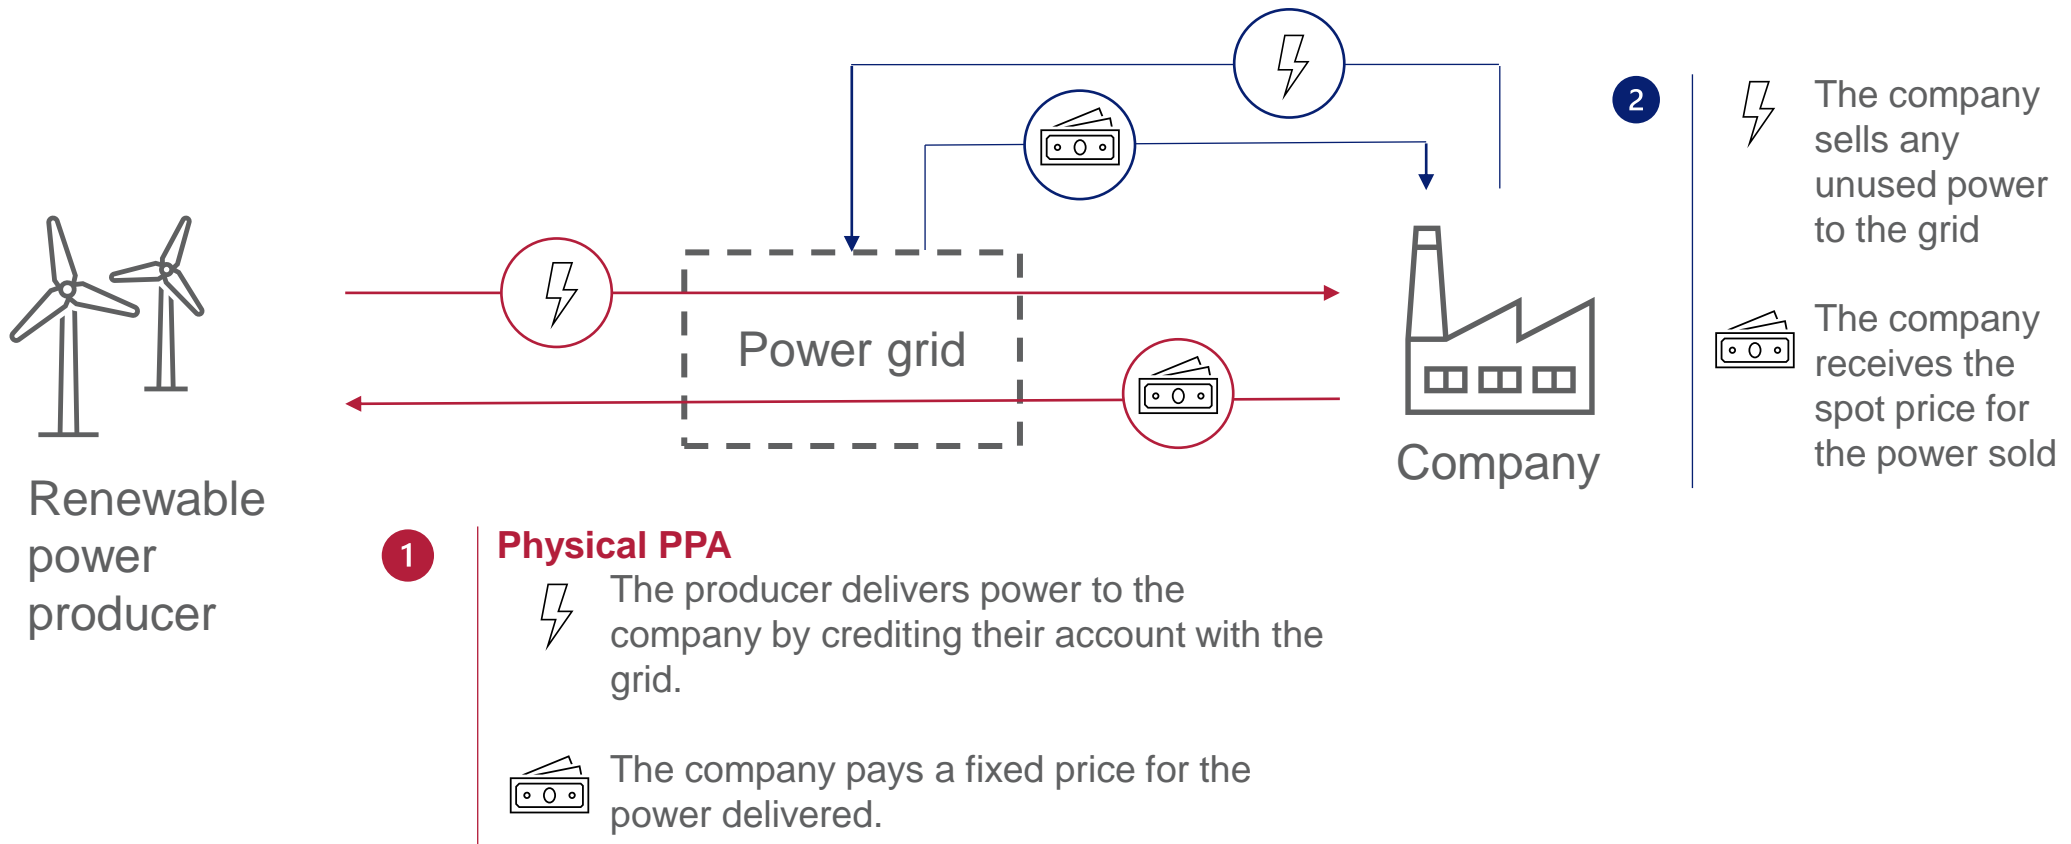 2
The company
sells any
unused power
to the grid
The company
receives the
spot price for
the power sold
Power grid
Company
Renewable
power
producer
1
Physical PPA
The producer delivers power to the
company by crediting their account with the
grid.
The company pays a fixed price for the
power delivered.